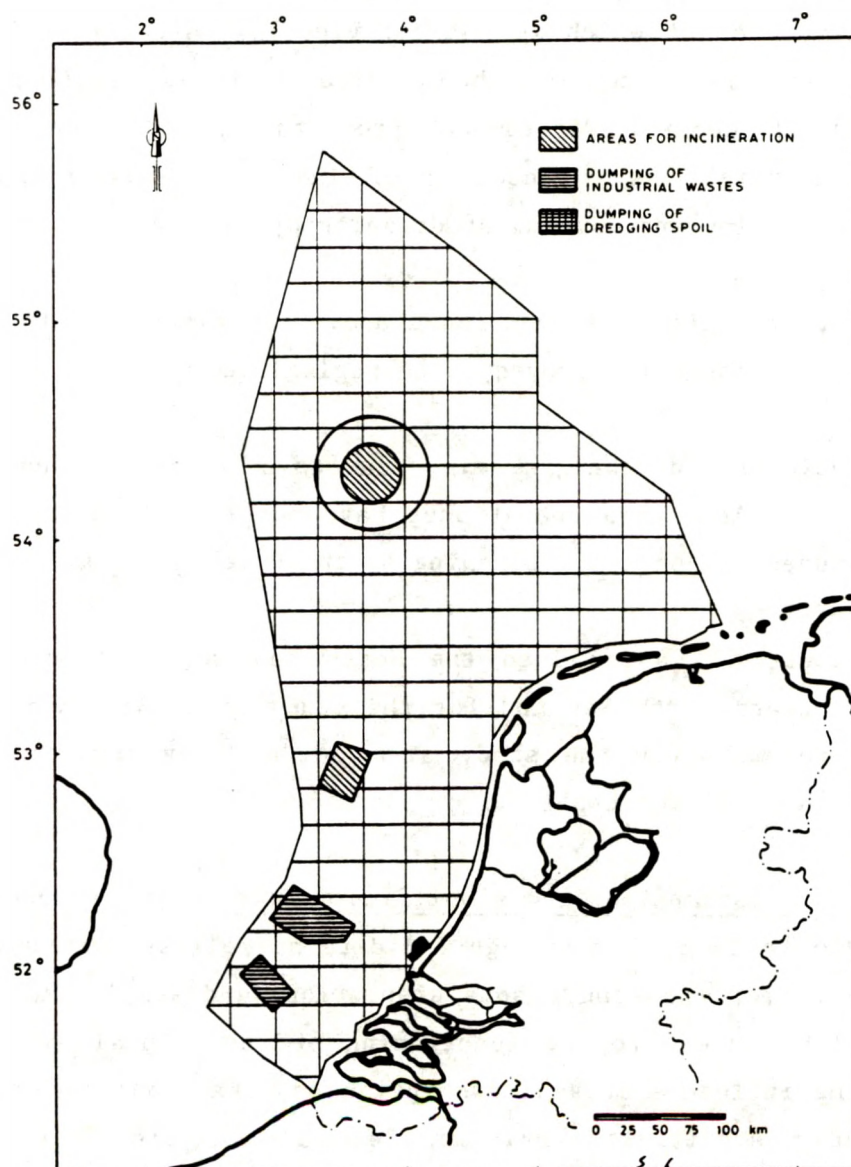 2° 3° 4° 5° 6° 7°
56°
AREAS FOR INCINERATION
DUMPING OF
INDUSTRIAL WASTES
DUMPING OF
DREDGING SPOIL
55°
54°
53°
52°
0 25 50 75 100 km